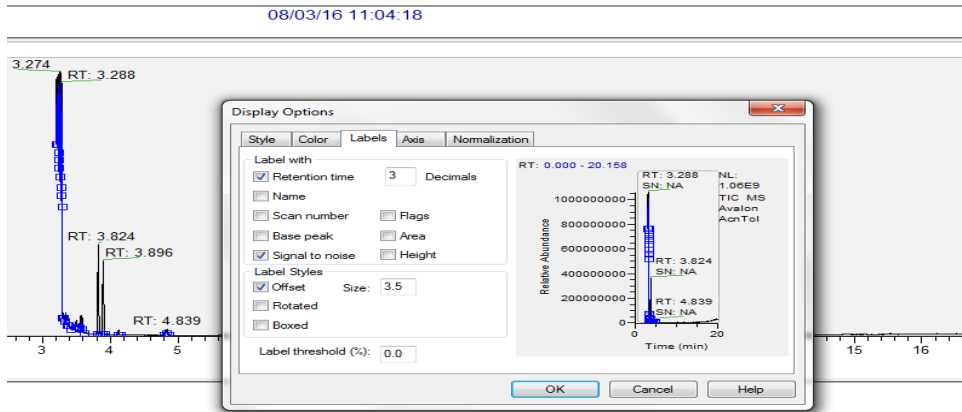 08/03/16 11:04:18
3.274
RT: 3.288
RT: 3.824
RT: 3.896
RT: 4.839
3 4 5 15 16
Display Options
Style Color Labels Axis Normalization
Label with
Retention time 3 Decimals
Name
Scan number Flags
Base peak Area
Signal to noise Height
Label Styles
Offset Size: 3.5
Rotated
Boxed
Label threshold (%): 0.0
RT: 0.000 - 20.158
RT: 3.288 NL:
SN: NA 1.06E9
TIC MS
Avalon
AcnTol
1000000000
800000000
600000000
RT: 3.824
400000000 SN: NA
200000000 RT: 4.839
SN: NA
0
0 20
Relative Abundance
Time (min)
OK Cancel Help